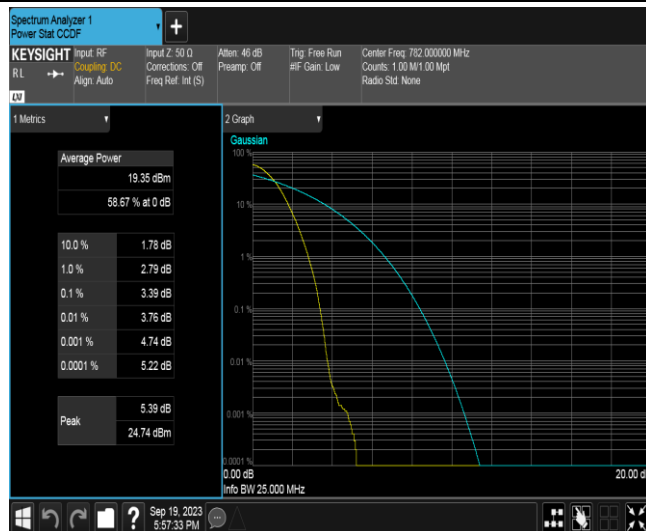 Spectrum Analyzer 1
Power Stat CCDF
+
KEYSIGHT
RL
LXI
Input: RF
Coupling: DC
Align: Auto
Input Z: 50 Ω
Corrections: Off
Freq Ref: Int (S)
Atten: 46 dB
Preamp: Off
Trig: Free Run
#IF Gain: Low
Center Freq: 782.000000 MHz
Counts: 1.00 M/1.00 Mpt
Radio Std: None
1 Metrics
Average Power
19.35 dBm
58.67 % at 0 dB
10.0 % 1.78 dB
1.0 % 2.79 dB
0.1 % 3.39 dB
0.01 % 3.76 dB
0.001 % 4.74 dB
0.0001 % 5.22 dB
Peak
5.39 dB
24.74 dBm
2 Graph
Gaussian
100 %
10 %
1 %
0.1 %
0.01 %
0.001 %
0.0001 %
0.00 dB
20.00 d
Info BW 25.000 MHz
?
Sep 19, 2023
5:57:33 PM